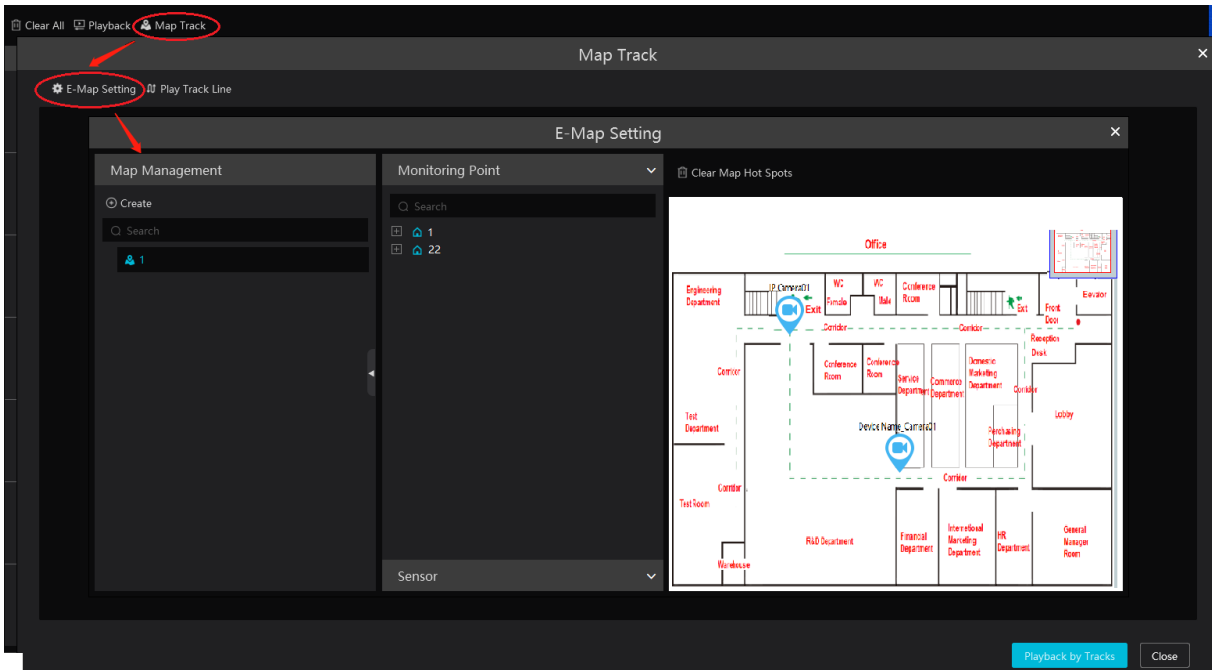 Clear All Playback Map Track
Map Track
E-Map Setting Play Track Line
E-Map Setting
Map Management
Monitoring Point
Clear Map Hot Spots
Create
Search
Search
1
1
22
Office
Engineering
Department
IP_Camera01
WC
Female
WC
Male
Conference
Room
Exit
Exit
Front
Door
Elevator
Corridor
Corridor
Reception
Desk
Corridor
Conference
Room
Conference
Room
Service
Department
Commerce
Department
Domestic
Marketing
Department
Corridor
Lobby
Test
Department
Device Name_Camera01
Perchasing
Department
Corridor
Corridor
Test Room
R&D Department
Financial
Department
International
Marketing
Department
HR
Department
General
Manager
Room
Warehouse
Sensor
Playback by Tracks
Close